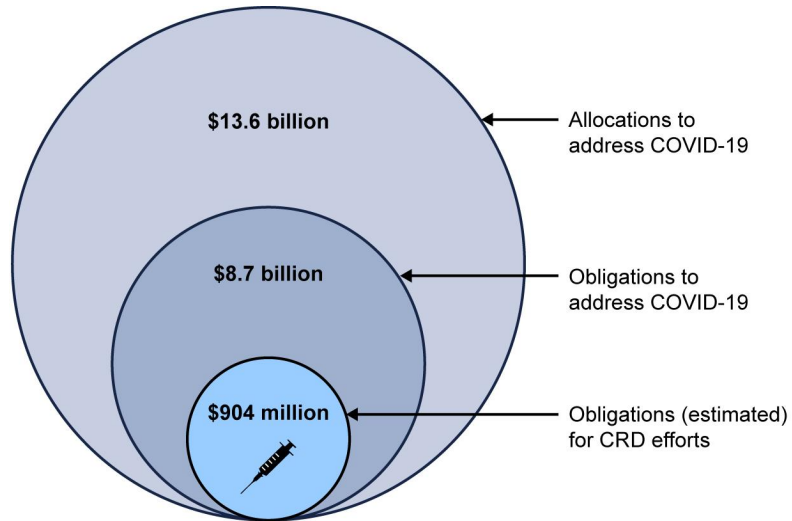 $13.6 billion
Allocations to
address COVID-19
$8.7 billion
Obligations to
address COVID-19
$904 million
Obligations (estimated)
for CRD efforts